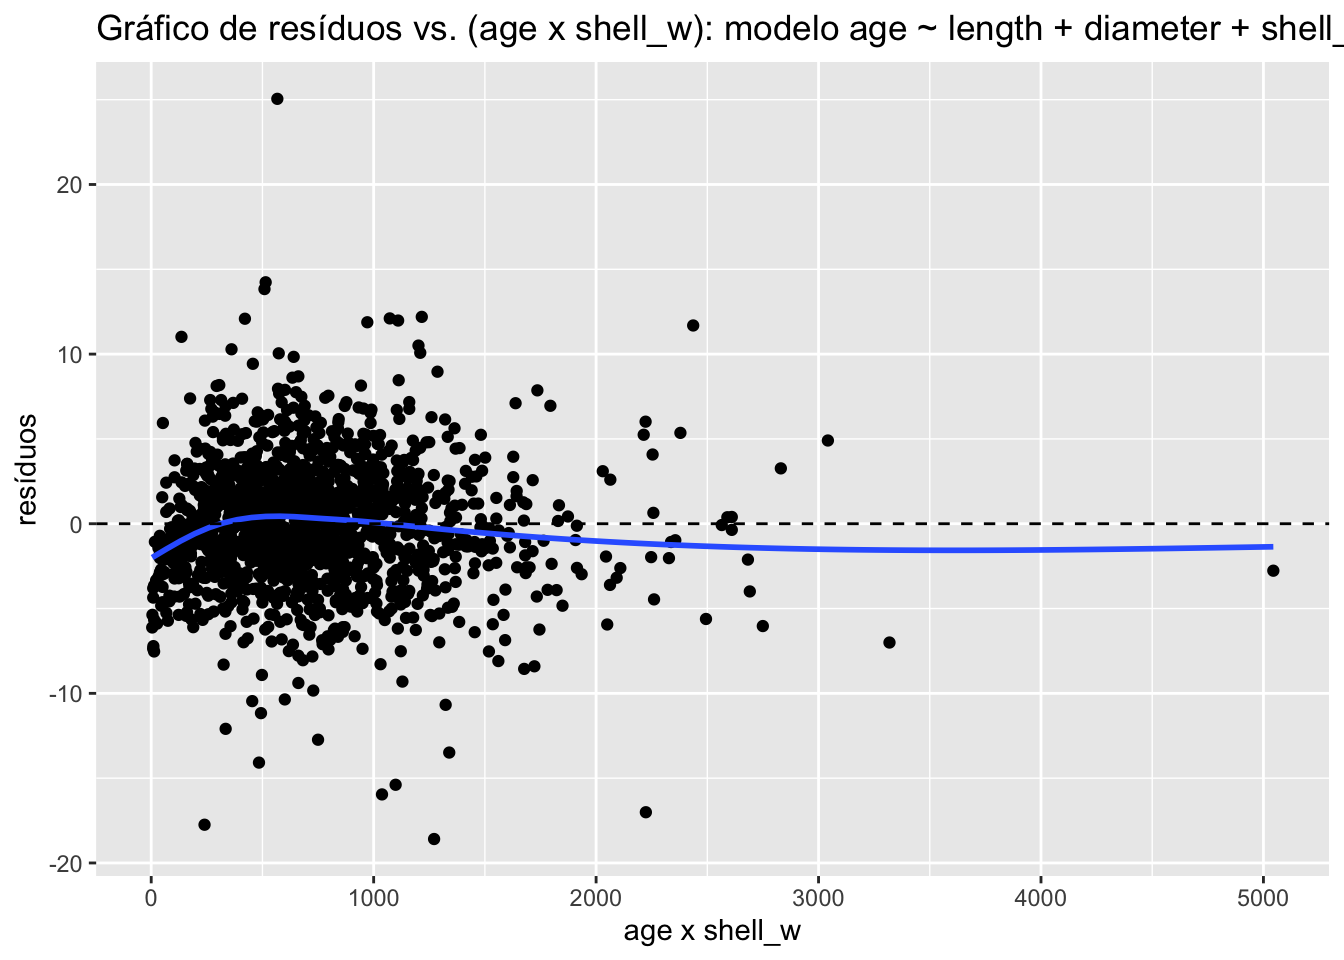 Gráfico de resíduos vs. (age x shell_w): modelo age ~ length + diameter + shell_
20
10
0
-10
-20
resíduos
0 1000 2000 3000 4000 5000
age x shell_w